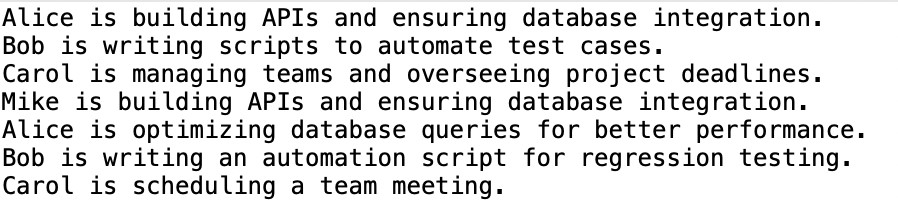 Alice is building APIs and ensuring database integration.
Bob is writing scripts to automate test cases.
Carol is managing teams and overseeing project deadlines.
Mike is building APIs and ensuring database integration.
Alice is optimizing database queries for better performance.
Bob is writing an automation script for regression testing.
Carol is scheduling a team meeting.